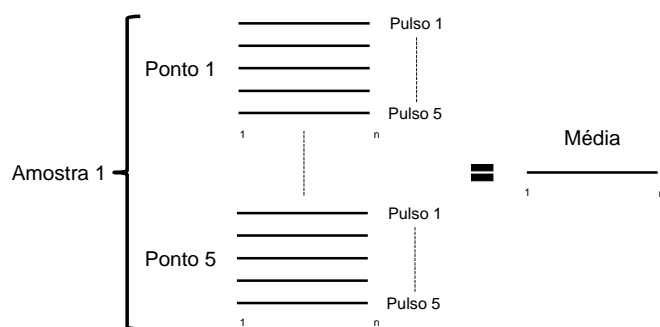 Pulso 1
Ponto 1
Pulso 5
1 n
Amostra 1
Média
1
Pulso 1
Ponto 5
Pulso 5
1 n